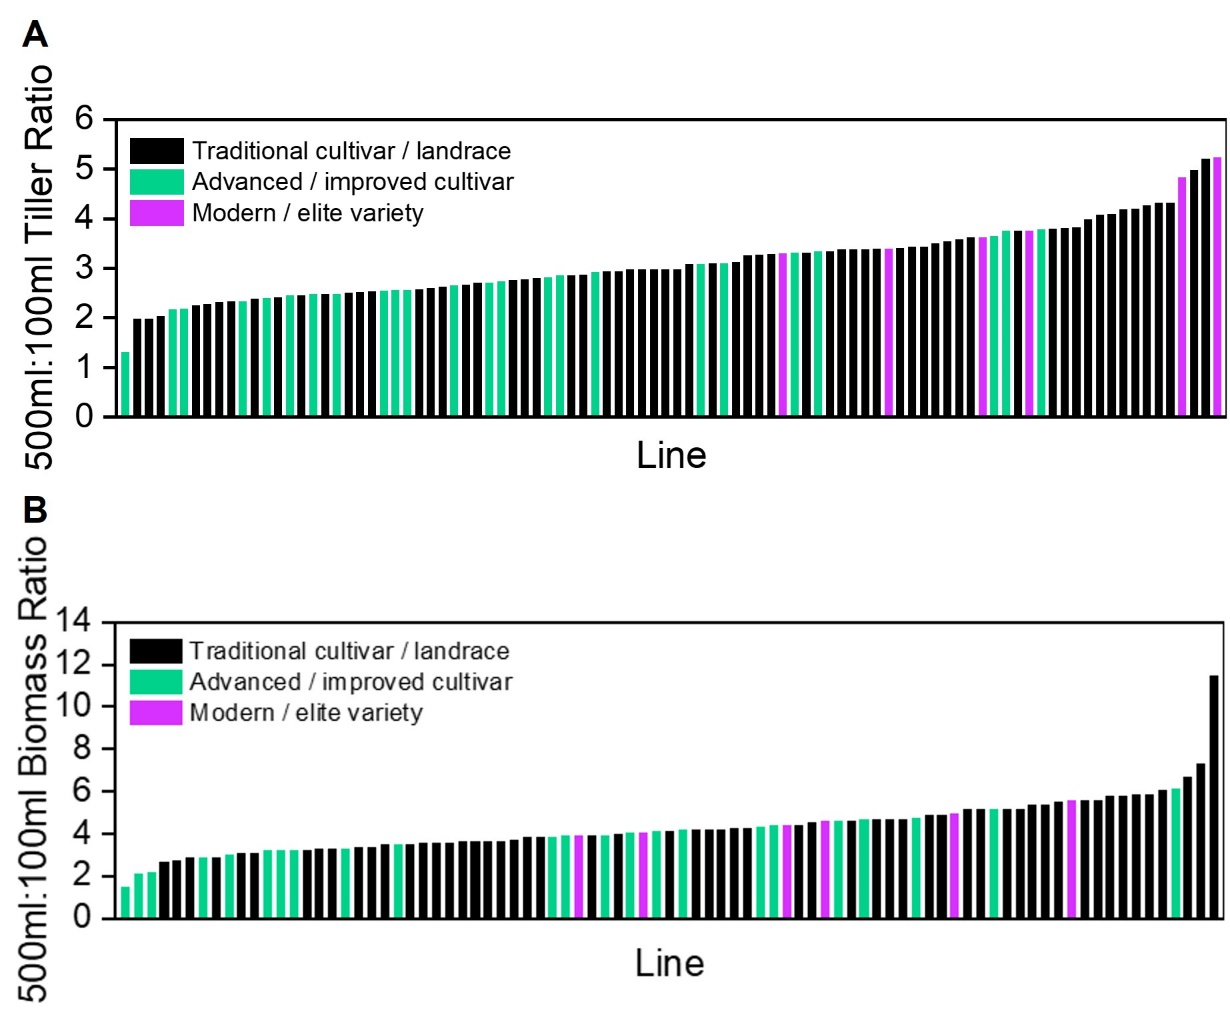 A
500ml:100ml Tiller Ratio
6
5
4
3
2
1
0
Traditional cultivar / landrace
Advanced / improved cultivar
Modern / elite variety
Line
B
500ml:100ml Biomass Ratio
14
12
10
8
6
4
2
0
Traditional cultivar / landrace
Advanced / improved cultivar
Modern / elite variety
Line